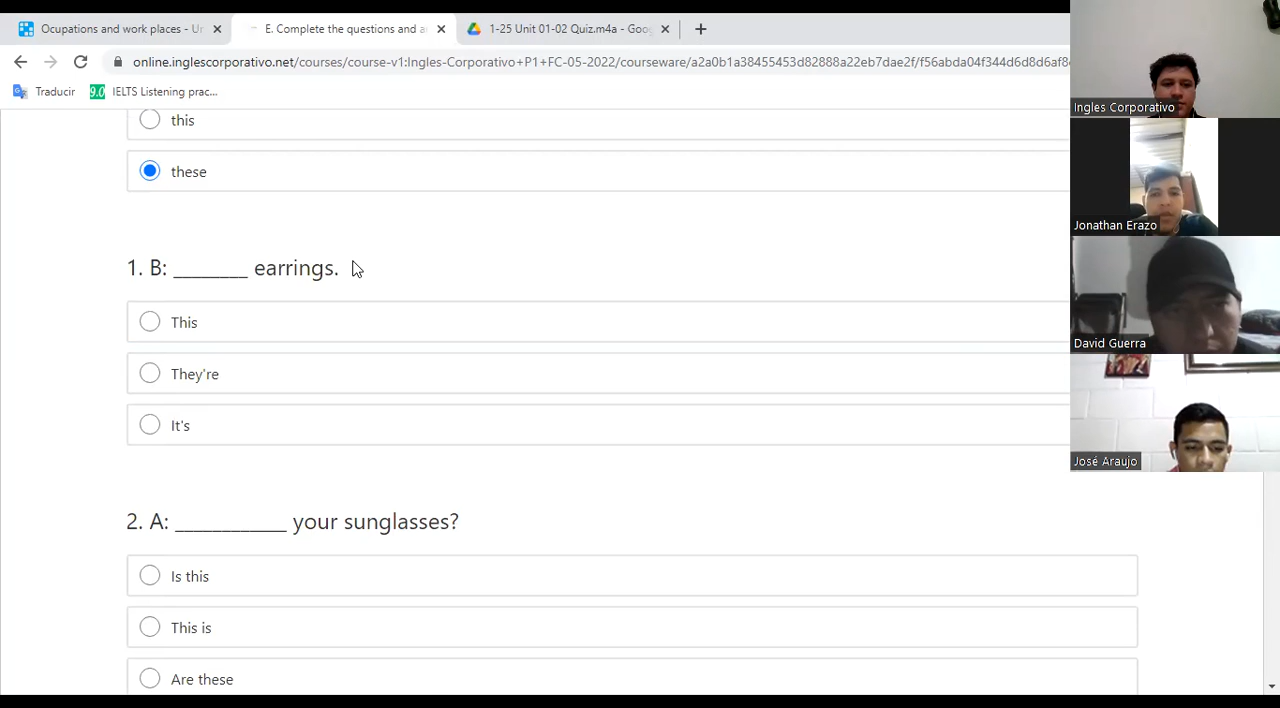 Ocupations and work places - Ur
E. Complete the questions and a
1-25 Unit 01-02 Quiz.m4a - Goo
online.inglescorporativo.net/courses/course-v1:Ingles-Corporativo+P1+FC-05-2022/courseware/a2a0b1a38455453d82888a22eb7dae2f/f56abda04f344d6d8d6af8
Traducir
9.0 IELTS Listening prac...
this
these
1. B: ________ earrings.
This
They're
It's
2. A: ____________ your sunglasses?
Is this
This is
Are these
Ingles Corporativo
Jonathan Erazo
David Guerra
José Araujo